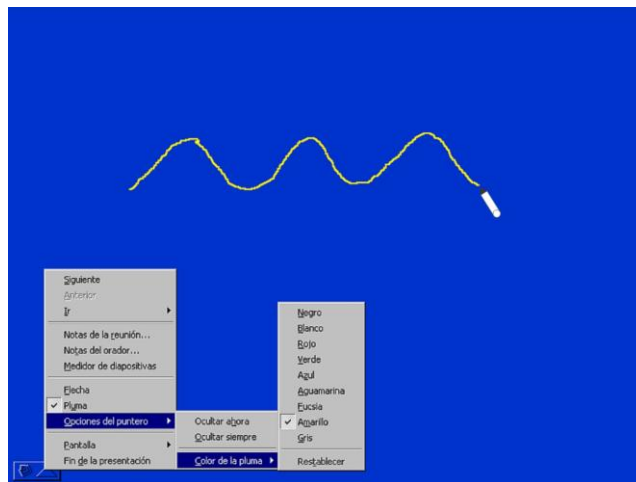 Siguiente
Anterior
Ir
Notas de la reunión...
Notas del orador...
Medidor de diapositivas
Flecha
Pluma
Opciones del puntero
Pantalla
Fin de la presentación
Ocultar ahora
Ocultar siempre
Color de la pluma
Negro
Blanco
Rojo
Verde
Azul
Aguamarina
Fucsia
Amarillo
Gris
Restablecer